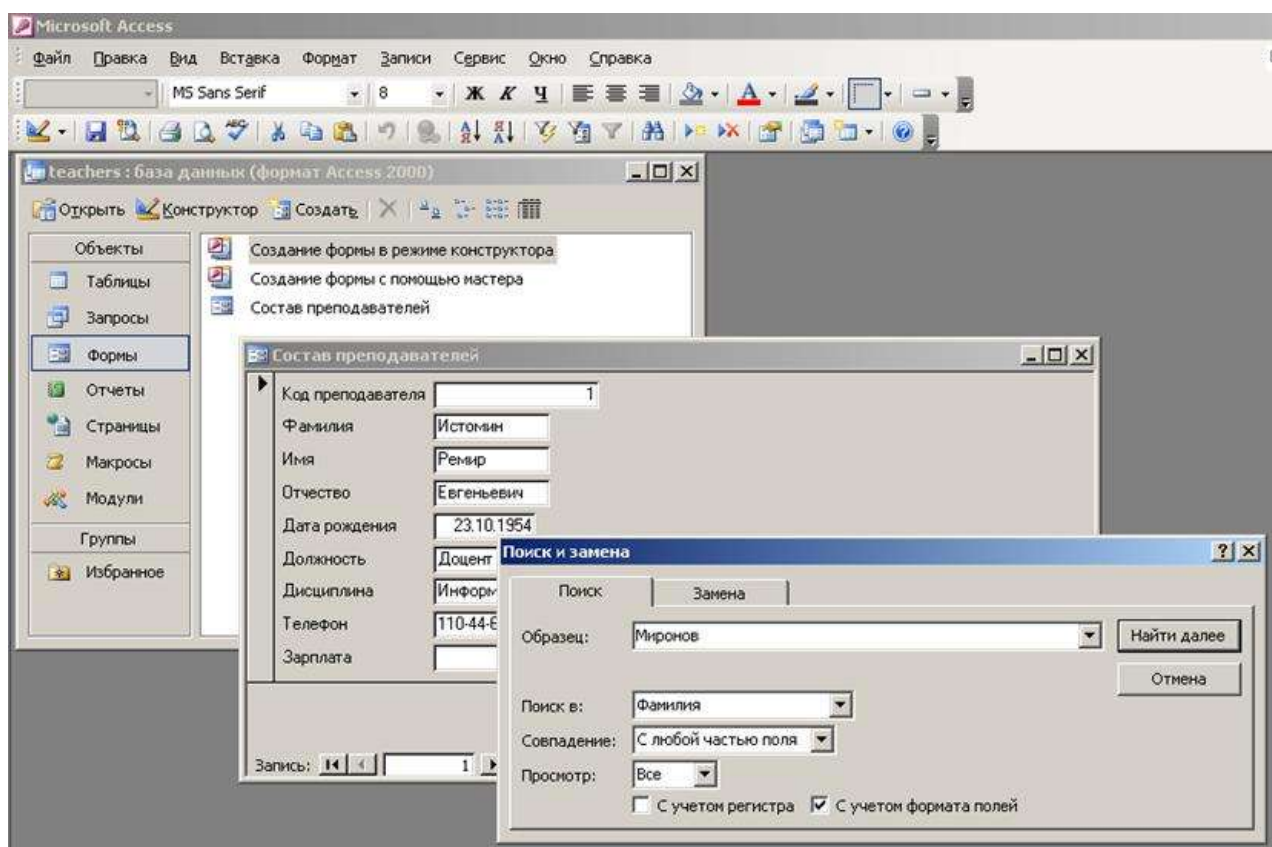 Microsoft Access
Файл Правка Вид Вставка Формат Записи Сервис Окно Справка
MS Sans Serif 8 Ж К Ч
teachers : база данных (формат Access 2000)
Открыть Конструктор Создать
Объекты
Таблицы
Запросы
Формы
Отчеты
Страницы
Макросы
Модули
Группы
Избранное
Создание формы в режиме конструктора
Создание формы с помощью мастера
Состав преподавателей
Состав преподавателей
Код преподавателя 1
Фамилия Истомин
Имя Ремир
Отчество Евгеньевич
Дата рождения 23.10.1954
Должность Доцент
Дисциплина Информ
Телефон 110-44-6
Зарплата
Запись: 1
Поиск и замена
Поиск Замена
Образец: Миронов Найти далее
Отмена
Поиск в: Фамилия
Совпадение: С любой частью поля
Просмотр: Все
С учетом регистра С учетом формата полей